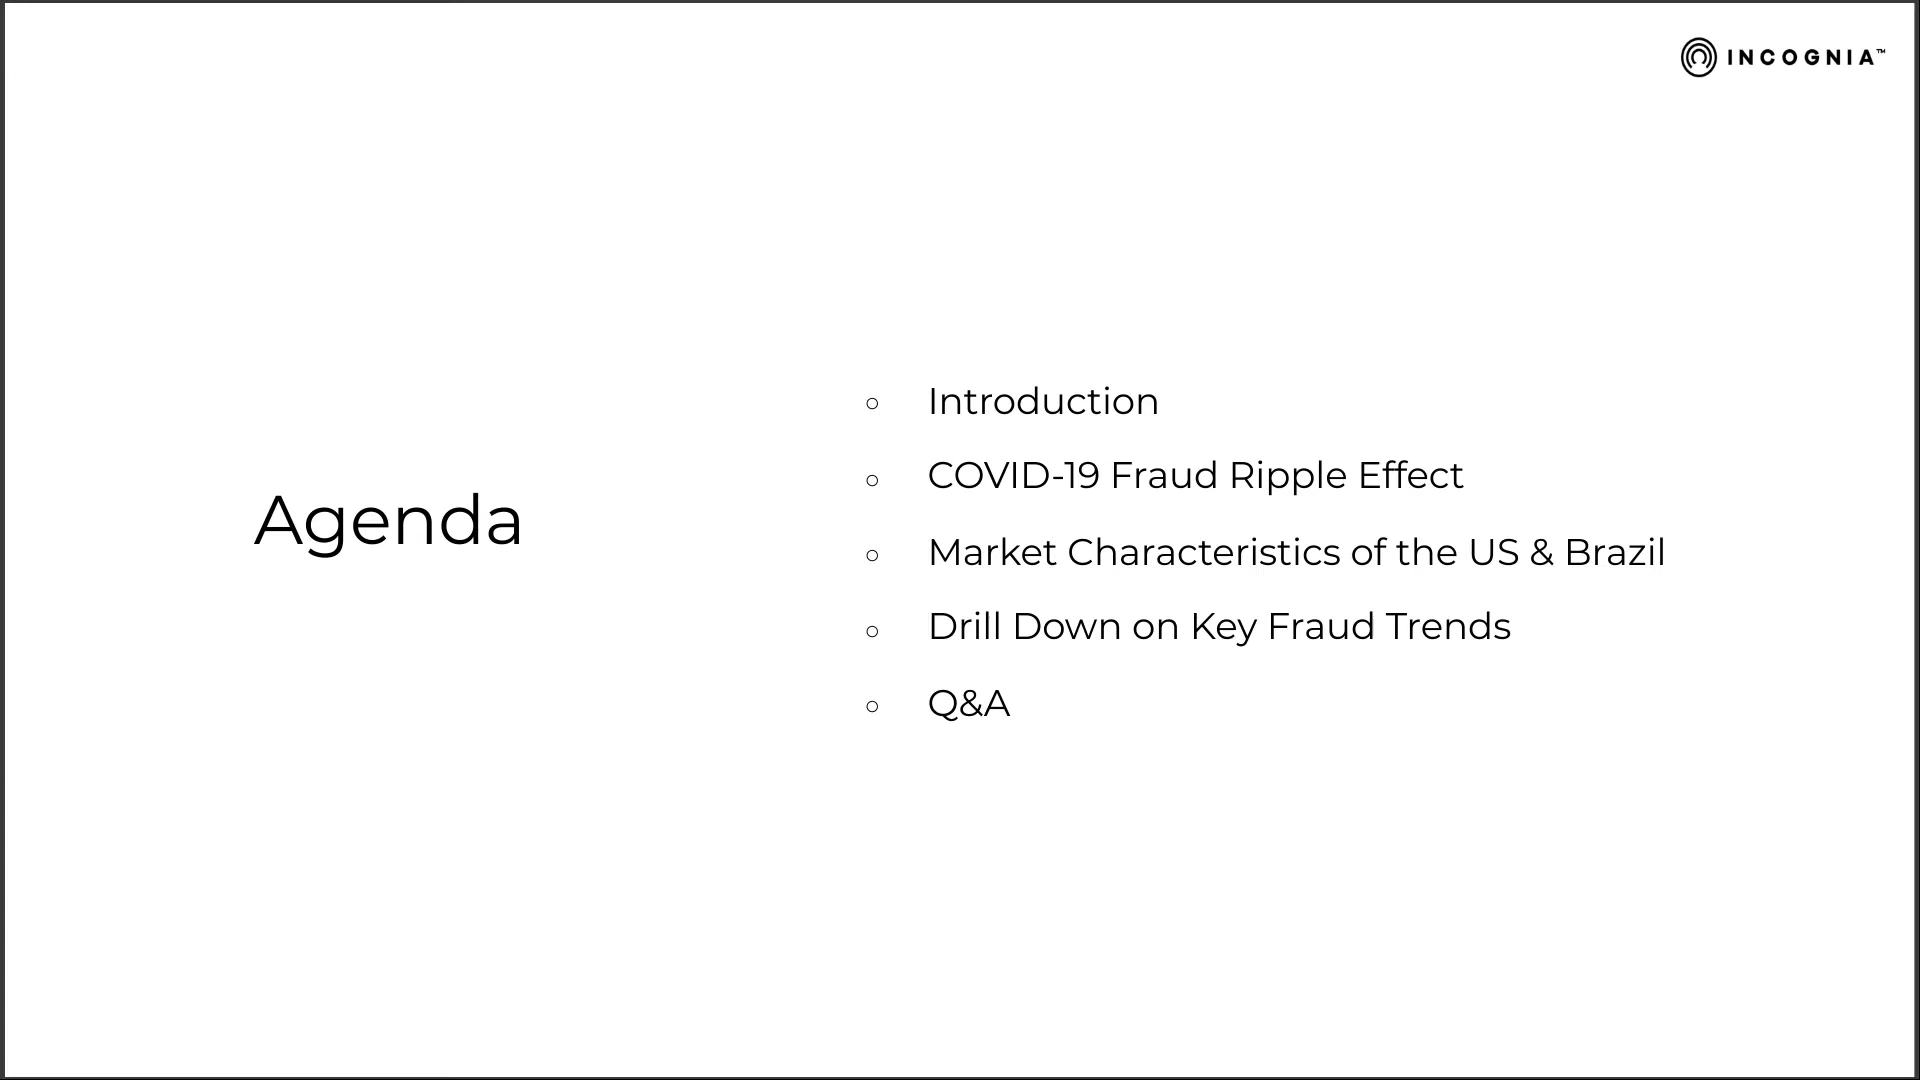 INCOGNIA™
Agenda
Introduction
COVID-19 Fraud Ripple Effect
Market Characteristics of the US & Brazil
Drill Down on Key Fraud Trends
Q&A